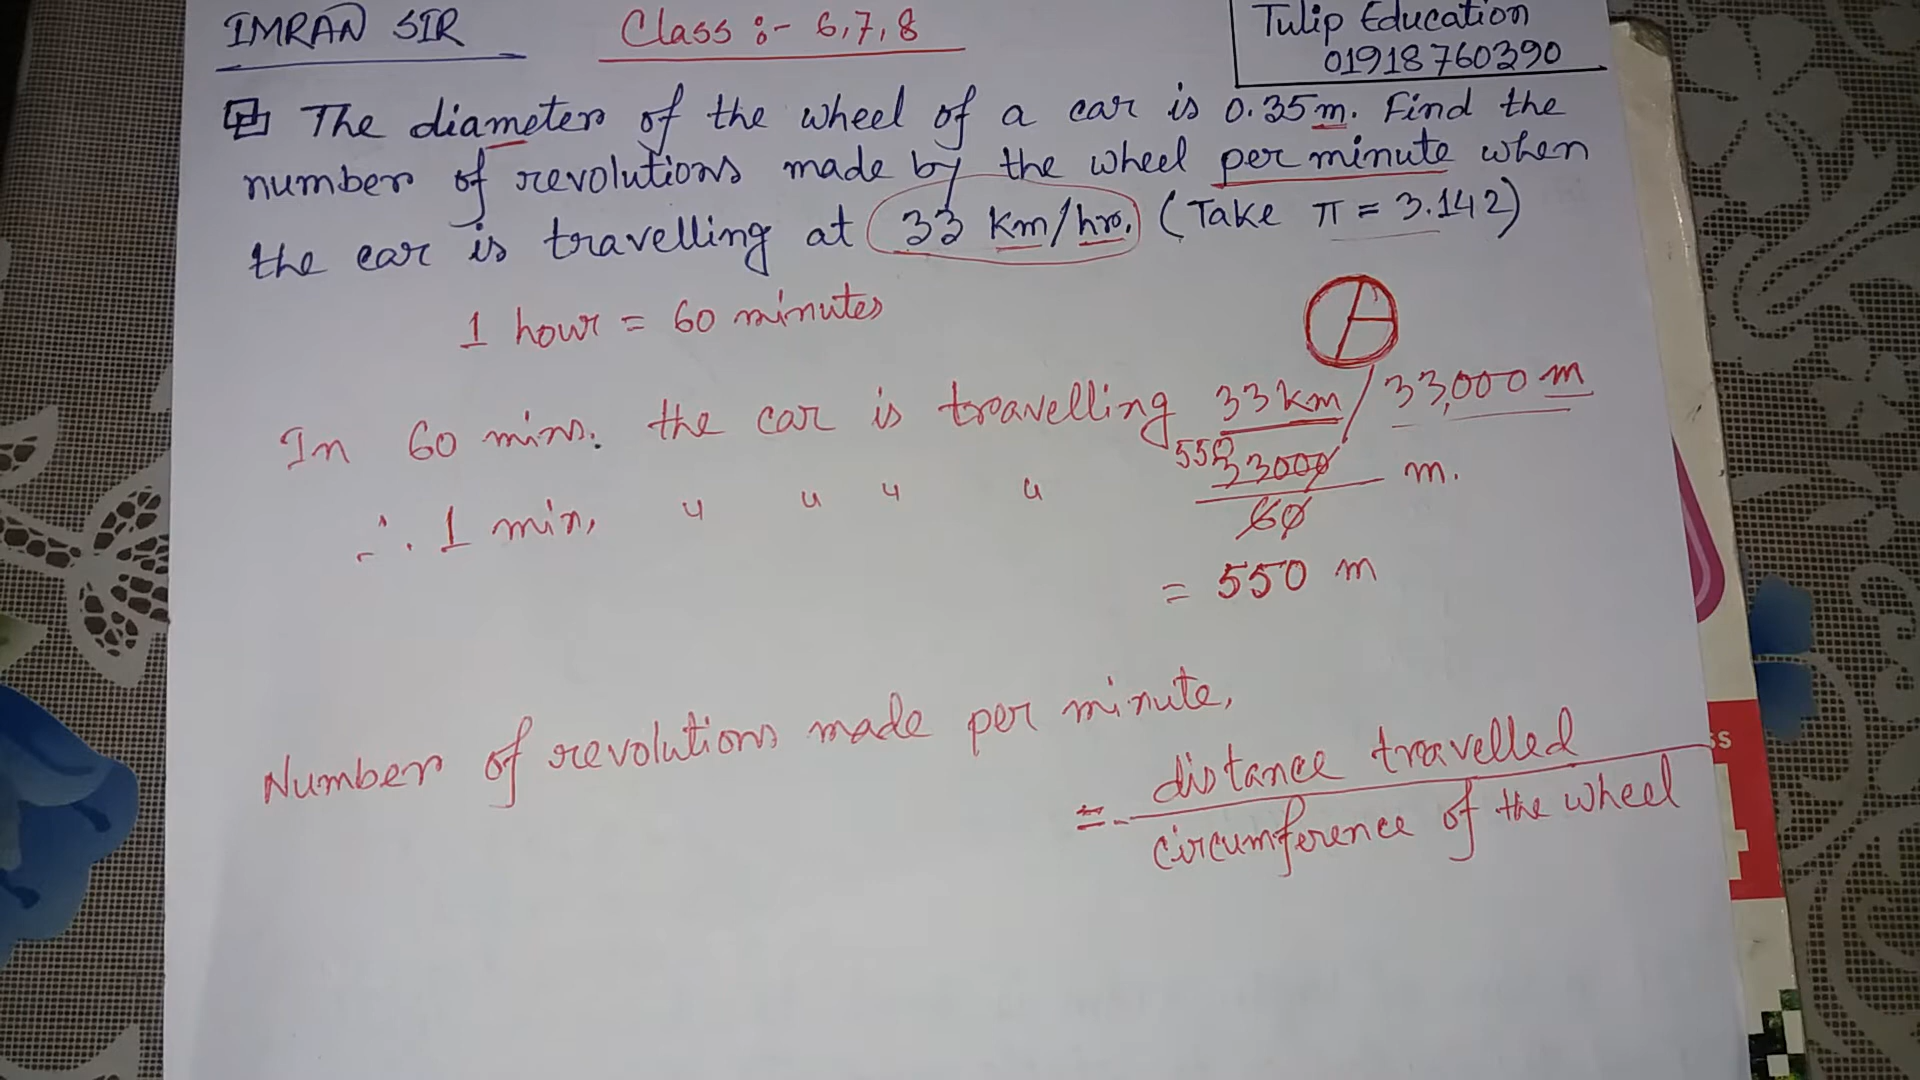 IMRAN SIR
Class :- 6,7,8
Tulip Education
01918760390
The diameter of the wheel of a car is 0.35m. Find the
number of revolutions made by the wheel per minute when
the car is travelling at 33 km/hr. (Take π = 3.142)
1 hour = 60 minutes
In 60 mins. the car is travelling 33 km / 33,000 m
∴ 1 min, " " " " 550 33000 / 60 m.
= 550 m
Number of revolutions made per minute,
= distance travelled
circumference of the wheel
ss